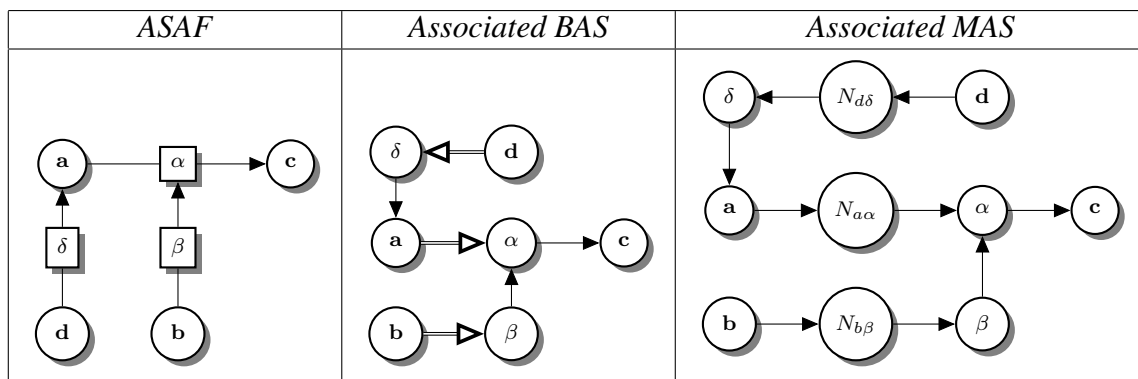 ASAF Associated BAS Associated MAS
δ N_{dδ} d
a α c
δ d
δ β
a α c
a N_{aα} α c
d b
b β
b N_{bβ} β